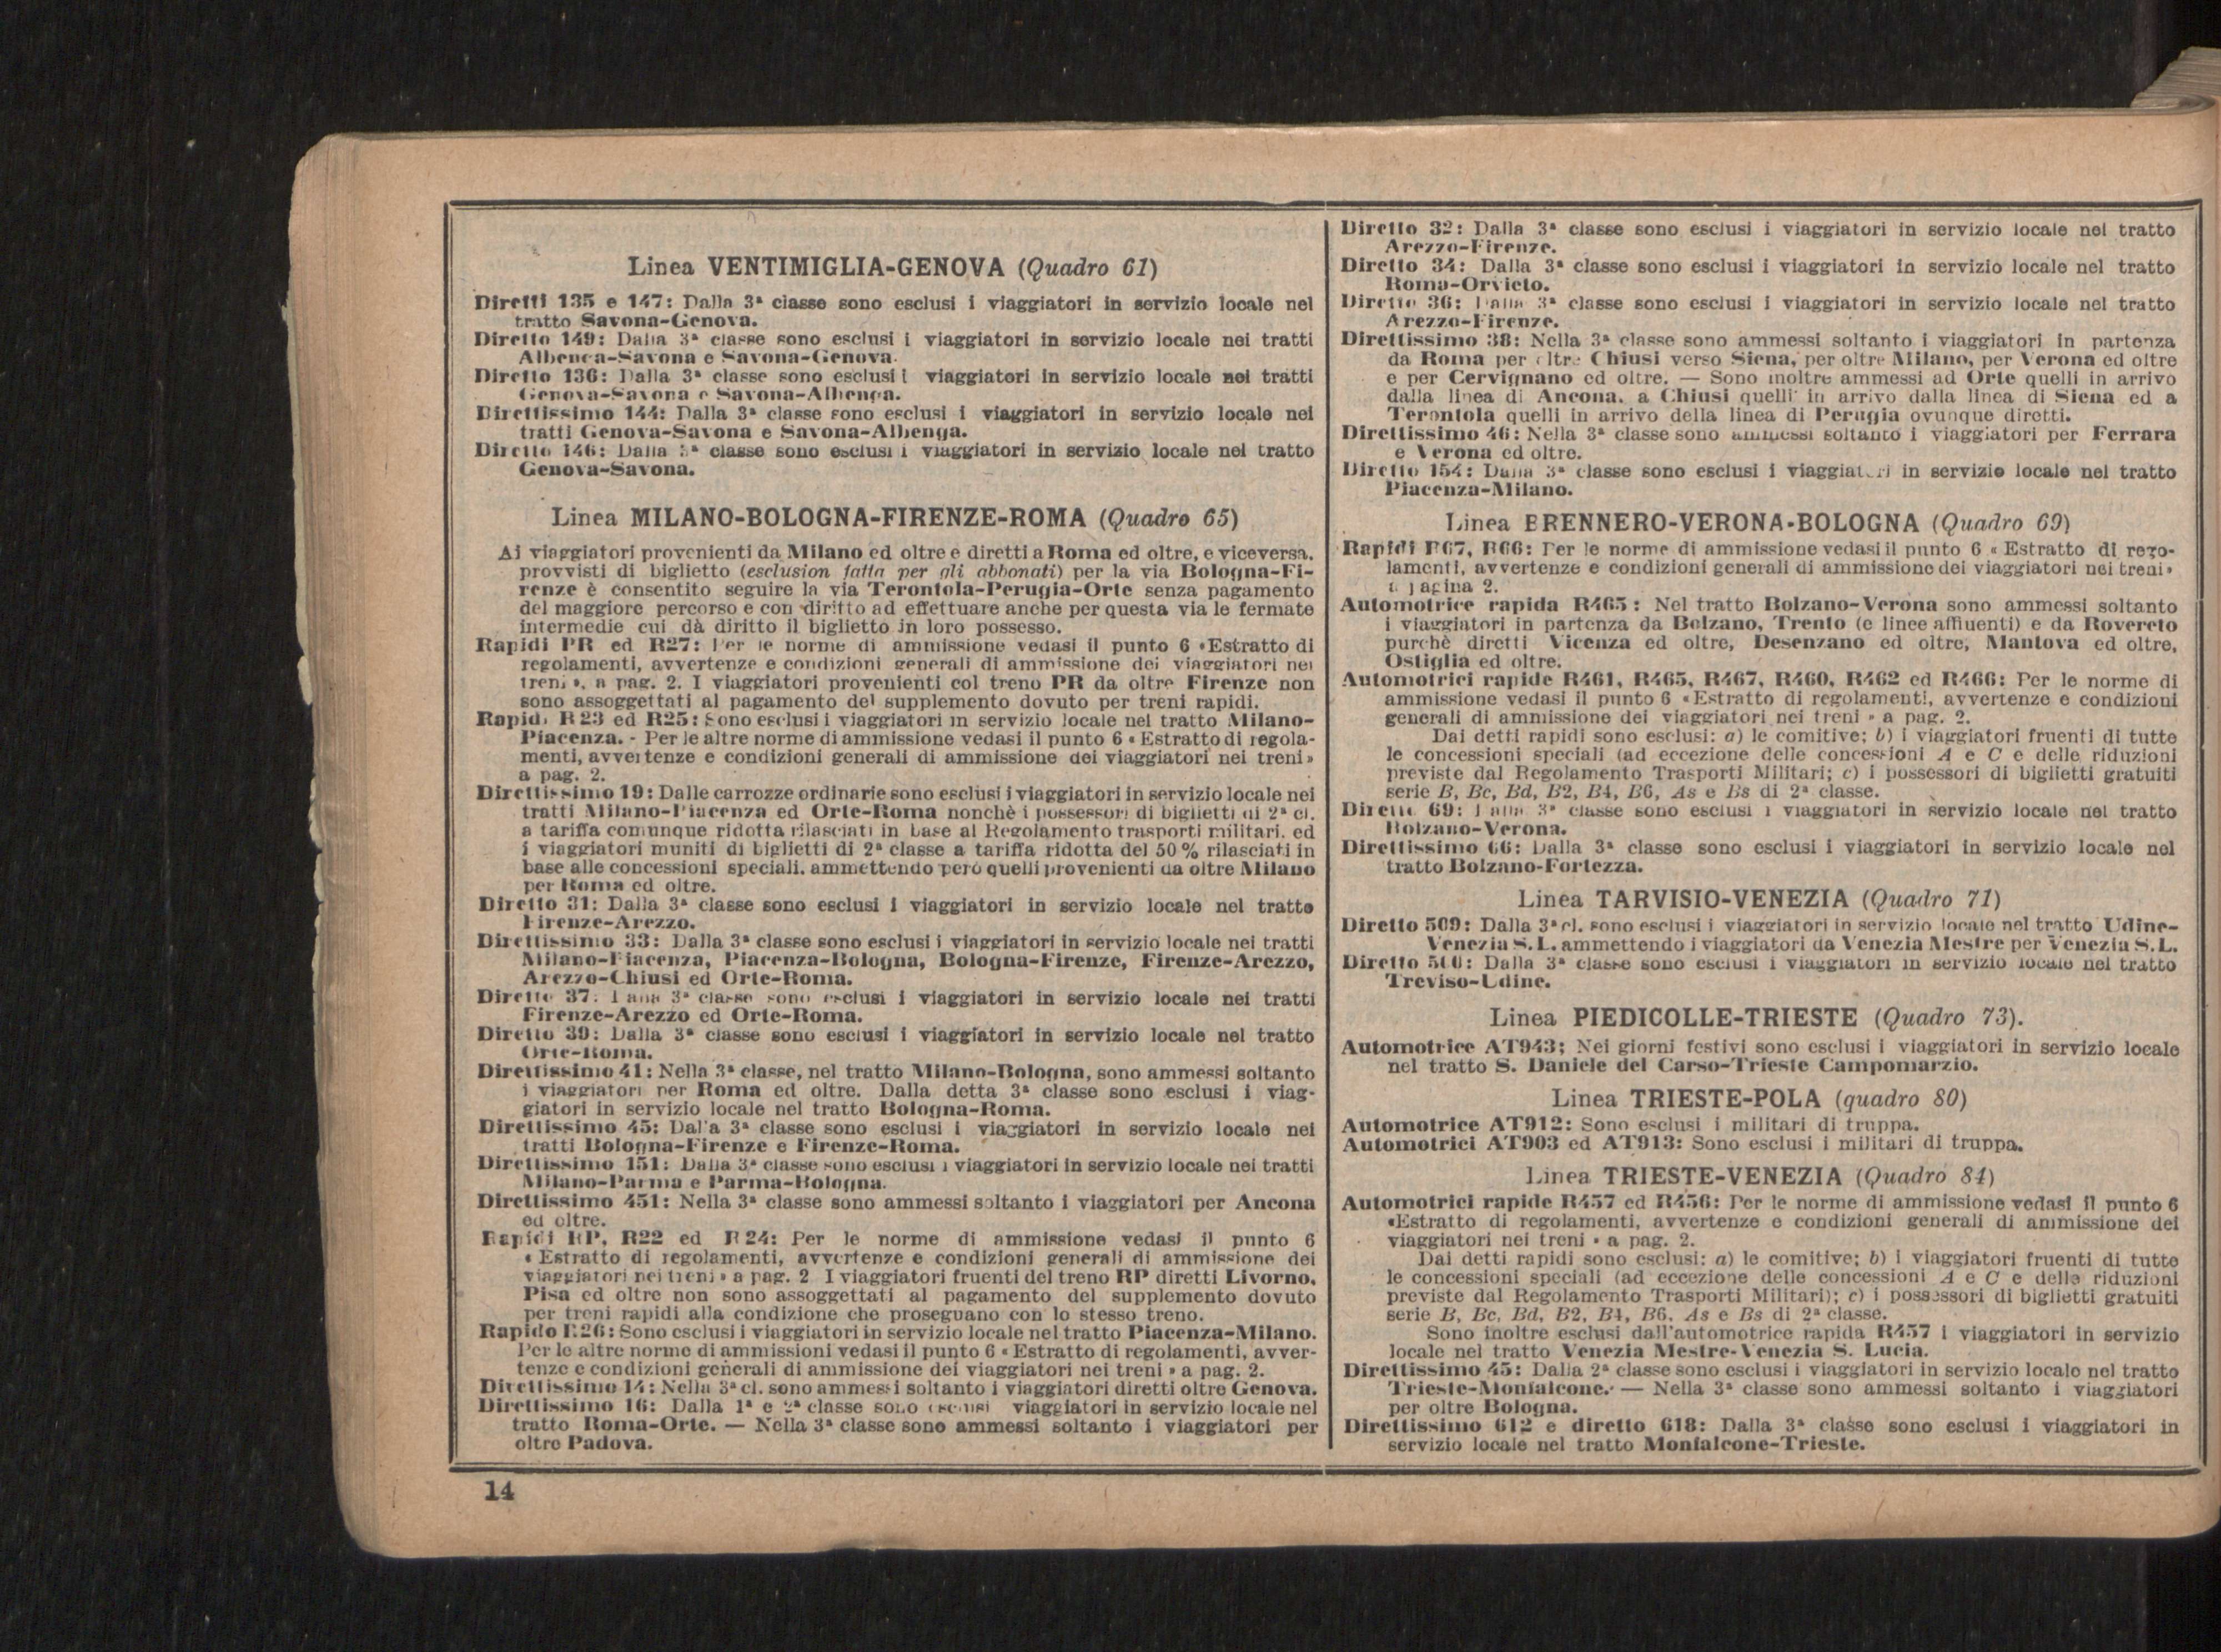 Linea VENTIMIGLIA-GENOVA (Quadro 61)
Diretti 135 e 147: Dalla 3ª classe sono esclusi i viaggiatori in servizio locale nel
tratto Savona-Genova.
Diretto 149: Dalla 3ª classe sono esclusi i viaggiatori in servizio locale nei tratti
Albenga-Savona e Savona-Genova.
Diretto 136: Dalla 3ª classe sono esclusi i viaggiatori in servizio locale nei tratti
Genova-Savona e Savona-Albenga.
Direttissimo 144: Dalla 3ª classe sono esclusi i viaggiatori in servizio locale nei
tratti Genova-Savona e Savona-Albenga.
Diretto 146: Dalla 3ª classe sono esclusi i viaggiatori in servizio locale nel tratto
Genova-Savona.
Linea MILANO-BOLOGNA-FIRENZE-ROMA (Quadro 65)
Ai viaggiatori provenienti da Milano ed oltre e diretti a Roma ed oltre, e viceversa,
provvisti di biglietto (esclusion fatta per gli abbonati) per la via Bologna-Fi-
renze è consentito seguire la via Terontola-Perugia-Orte senza pagamento
del maggiore percorso e con diritto ad effettuare anche per questa via le fermate
intermedie cui dà diritto il biglietto in loro possesso.
Rapidi PR ed R27: Per le norme di ammissione vedasi il punto 6 «Estratto di
regolamenti, avvertenze e condizioni generali di ammissione dei viaggiatori nei
treni», a pag. 2. I viaggiatori provenienti col treno PR da oltre Firenze non
sono assoggettati al pagamento del supplemento dovuto per treni rapidi.
Rapidi R 23 ed R25: Sono esclusi i viaggiatori in servizio locale nel tratto Milano-
Piacenza. - Per le altre norme di ammissione vedasi il punto 6 « Estratto di regola-
menti, avvertenze e condizioni generali di ammissione dei viaggiatori nei treni»
a pag. 2.
Direttissimo 19: Dalle carrozze ordinarie sono esclusi i viaggiatori in servizio locale nei
tratti Milano-Piacenza ed Orte-Roma nonchè i possessori di biglietti di 2ª cl.
a tariffa comunque ridotta rilasciati in base al Regolamento trasporti militari. ed
i viaggiatori muniti di biglietti di 2ª classe a tariffa ridotta del 50 % rilasciati in
base alle concessioni speciali. ammettendo però quelli provenienti da oltre Milano
per Roma ed oltre.
Diretto 31: Dalla 3ª classe sono esclusi i viaggiatori in servizio locale nel tratto
Firenze-Arezzo.
Direttissimo 33: Dalla 3ª classe sono esclusi i viaggiatori in servizio locale nei tratti
Milano-Piacenza, Piacenza-Bologna, Bologna-Firenze, Firenze-Arezzo,
Arezzo-Chiusi ed Orte-Roma.
Diretto 37: Dalla 3ª classe sono esclusi i viaggiatori in servizio locale nei tratti
Firenze-Arezzo ed Orte-Roma.
Diretto 39: Dalla 3ª classe sono esclusi i viaggiatori in servizio locale nel tratto
Orte-Roma.
Direttissimo 41: Nella 3ª classe, nel tratto Milano-Bologna, sono ammessi soltanto
i viaggiatori per Roma ed oltre. Dalla detta 3ª classe sono esclusi i viag-
giatori in servizio locale nel tratto Bologna-Roma.
Direttissimo 45: Dalla 3ª classe sono esclusi i viaggiatori in servizio locale nei
tratti Bologna-Firenze e Firenze-Roma.
Direttissimo 151: Dalla 3ª classe sono esclusi i viaggiatori in servizio locale nei tratti
Milano-Parma e Parma-Bologna.
Direttissimo 451: Nella 3ª classe sono ammessi soltanto i viaggiatori per Ancona
ed oltre.
Rapidi RP, R22 ed R 24: Per le norme di ammissione vedasi il punto 6
« Estratto di regolamenti, avvertenze e condizioni generali di ammissione dei
viaggiatori nei treni » a pag. 2 I viaggiatori fruenti del treno RP diretti Livorno,
Pisa ed oltre non sono assoggettati al pagamento del supplemento dovuto
per treni rapidi alla condizione che proseguano con lo stesso treno.
Rapido R26: Sono esclusi i viaggiatori in servizio locale nel tratto Piacenza-Milano.
Per le altre norme di ammissioni vedasi il punto 6 « Estratto di regolamenti, avver-
tenze e condizioni generali di ammissione dei viaggiatori nei treni » a pag. 2.
Direttissimo 14: Nella 3ª cl. sono ammessi soltanto i viaggiatori diretti oltre Genova.
Direttissimo 16: Dalla 1ª e 2ª classe sono esclusi viaggiatori in servizio locale nel
tratto Roma-Orte. — Nella 3ª classe sono ammessi soltanto i viaggiatori per
oltre Padova.
14
Diretto 32: Dalla 3ª classe sono esclusi i viaggiatori in servizio locale nel tratto
Arezzo-Firenze.
Diretto 34: Dalla 3ª classe sono esclusi i viaggiatori in servizio locale nel tratto
Roma-Orvieto.
Diretto 36: Dalla 3ª classe sono esclusi i viaggiatori in servizio locale nel tratto
Arezzo-Firenze.
Direttissimo 38: Nella 3ª classe sono ammessi soltanto i viaggiatori in partenza
da Roma per oltre Chiusi verso Siena, per oltre Milano, per Verona ed oltre
e per Cervignano ed oltre. — Sono inoltre ammessi ad Orte quelli in arrivo
dalla linea di Ancona, a Chiusi quelli in arrivo dalla linea di Siena ed a
Terontola quelli in arrivo della linea di Perugia ovunque diretti.
Direttissimo 46: Nella 3ª classe sono ammessi soltanto i viaggiatori per Ferrara
e Verona ed oltre.
Diretto 154: Dalla 3ª classe sono esclusi i viaggiatori in servizio locale nel tratto
Piacenza-Milano.
Linea BRENNERO-VERONA-BOLOGNA (Quadro 69)
Rapidi R67, R66: Per le norme di ammissione vedasi il punto 6 « Estratto di rego-
lamenti, avvertenze e condizioni generali di ammissione dei viaggiatori nei treni»
a pagina 2.
Automotrice rapida R465: Nel tratto Bolzano-Verona sono ammessi soltanto
i viaggiatori in partenza da Bolzano, Trento (e linee affluenti) e da Rovereto
purchè diretti Vicenza ed oltre, Desenzano ed oltre, Mantova ed oltre,
Ostiglia ed oltre.
Automotrici rapide R461, R465, R467, R460, R462 ed R466: Per le norme di
ammissione vedasi il punto 6 « Estratto di regolamenti, avvertenze e condizioni
generali di ammissione dei viaggiatori nei treni » a pag. 2.
Dai detti rapidi sono esclusi: a) le comitive; b) i viaggiatori fruenti di tutte
le concessioni speciali (ad eccezione delle concessioni A e C e delle riduzioni
previste dal Regolamento Trasporti Militari; c) i possessori di biglietti gratuiti
serie B, Bc, Bd, B2, B4, B6, As e Bs di 2ª classe.
Diretto 69: Dalla 3ª classe sono esclusi i viaggiatori in servizio locale nel tratto
Bolzano-Verona.
Direttissimo 66: Dalla 3ª classe sono esclusi i viaggiatori in servizio locale nel
tratto Bolzano-Fortezza.
Linea TARVISIO-VENEZIA (Quadro 71)
Diretto 509: Dalla 3ª cl. sono esclusi i viaggiatori in servizio locale nel tratto Udine-
Venezia S. L. ammettendo i viaggiatori da Venezia Mestre per Venezia S. L.
Diretto Dalla 3ª classe sono esclusi i viaggiatori in servizio locale nel tratto
Treviso-Udine.
Linea PIEDICOLLE-TRIESTE (Quadro 73).
Automotrice AT943; Nei giorni festivi sono esclusi i viaggiatori in servizio locale
nel tratto S. Daniele del Carso-Trieste Campomarzio.
Linea TRIESTE-POLA (quadro 80)
Automotrice AT912: Sono esclusi i militari di truppa.
Automotrici AT903 ed AT913: Sono esclusi i militari di truppa.
Linea TRIESTE-VENEZIA (Quadro 84)
Automotrici rapide R457 ed R456: Per le norme di ammissione vedasi il punto 6
«Estratto di regolamenti, avvertenze e condizioni generali di ammissione dei
viaggiatori nei treni » a pag. 2.
Dai detti rapidi sono esclusi: a) le comitive; b) i viaggiatori fruenti di tutte
le concessioni speciali (ad eccezione delle concessioni A e C e delle riduzioni
previste dal Regolamento Trasporti Militari); c) i possessori di biglietti gratuiti
serie B, Bc, Bd, B2, B4, B6, As e Bs di 2ª classe.
Sono inoltre esclusi dall'automotrice rapida R457 i viaggiatori in servizio
locale nel tratto Venezia Mestre-Venezia S. Lucia.
Direttissimo 45: Dalla 2ª classe sono esclusi i viaggiatori in servizio locale nel tratto
Trieste-Monfalcone. — Nella 3ª classe sono ammessi soltanto i viaggiatori
per oltre Bologna.
Direttissimo 612 e diretto 618: Dalla 3ª classe sono esclusi i viaggiatori in
servizio locale nel tratto Monfalcone-Trieste.